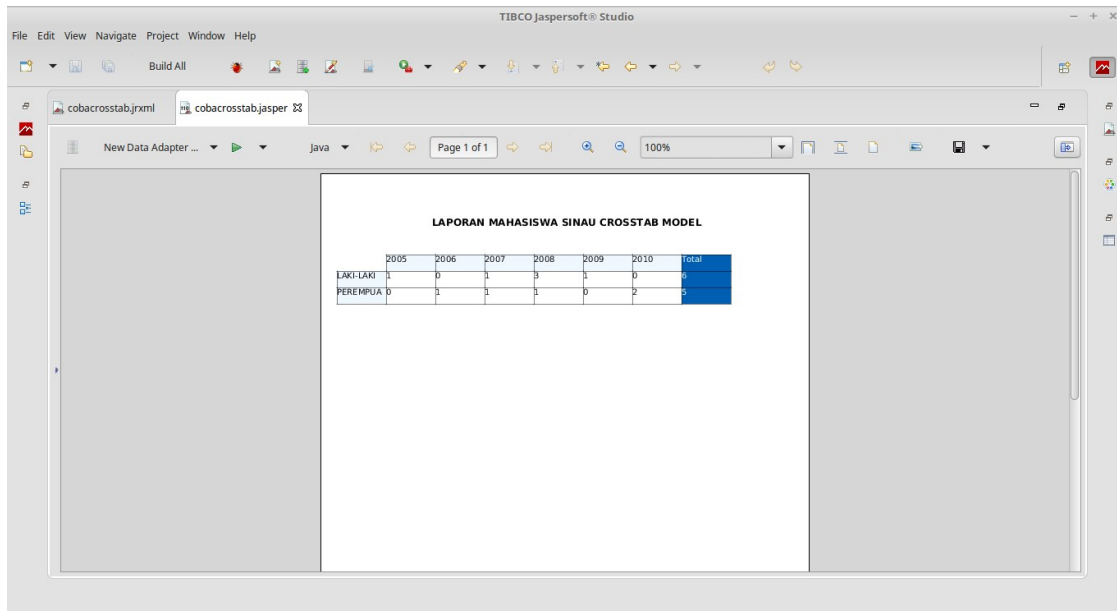 TIBCO Jaspersoft® Studio
File Edit View Navigate Project Window Help
Build All
cobacrosstab.jrxml cobacrosstab.jasper
New Data Adapter ... Java Page 1 of 1 100%
LAPORAN MAHASISWA SINAU CROSSTAB MODEL
2005 2006 2007 2008 2009 2010 Total
LAKI-LAKI 1 0 1 3 1 0 6
PEREMPUA 0 1 1 1 0 2 5